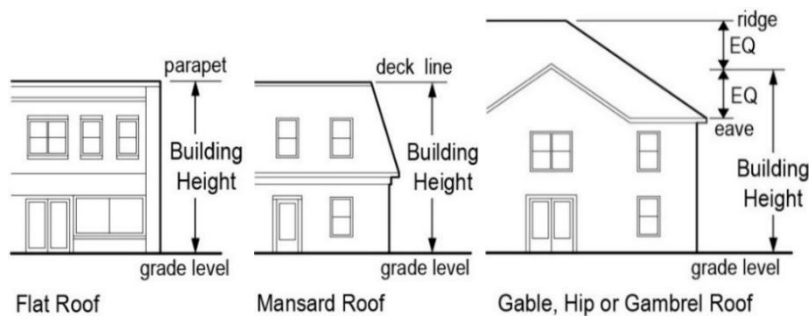 parapet
Building
Height
grade level
Flat Roof
deck line
Building
Height
grade level
Mansard Roof
ridge
EQ
EQ
eave
Building
Height
grade level
Gable, Hip or Gambrel Roof